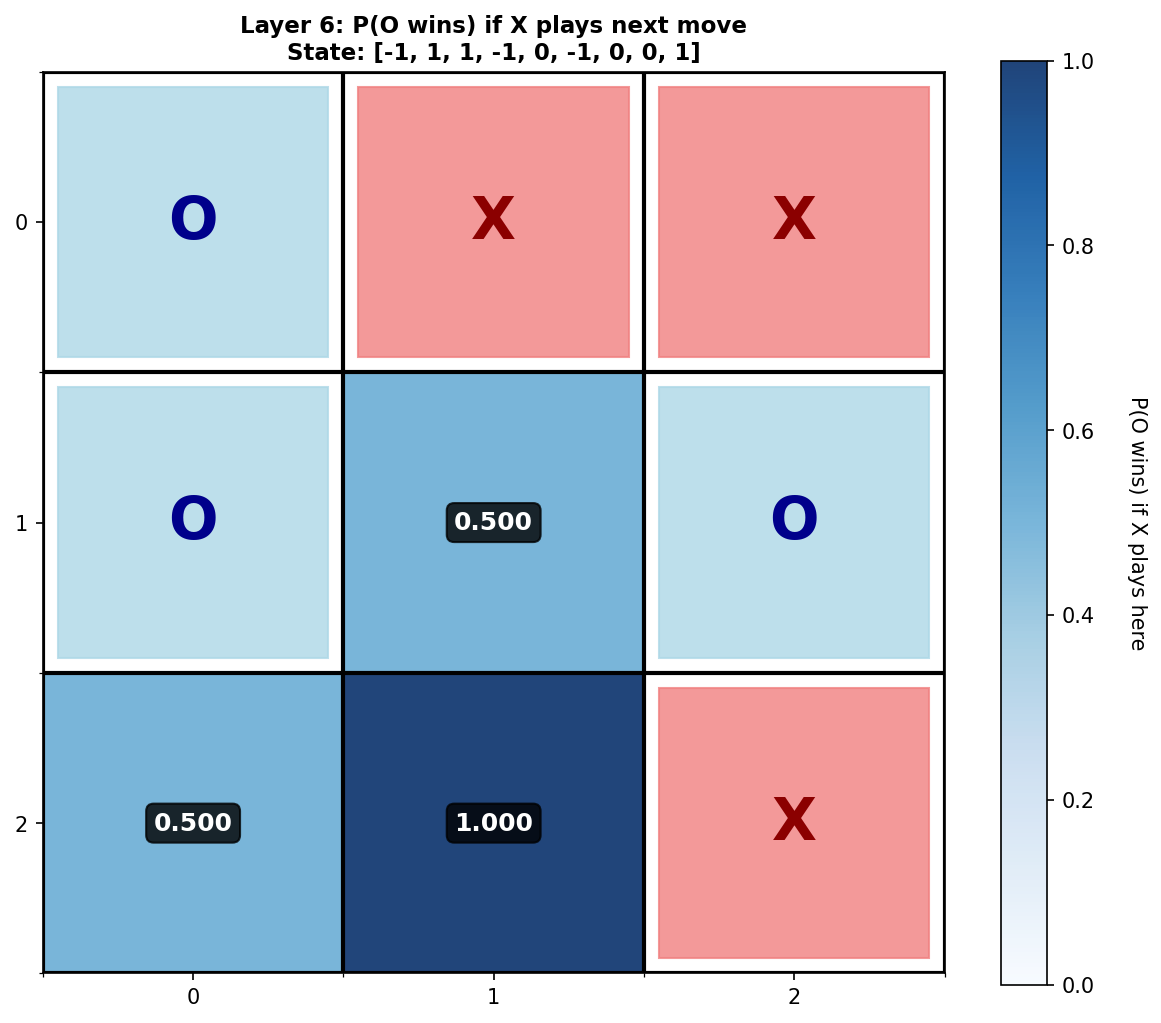 Layer 6: P(O wins) if X plays next move
State: [-1, 1, 1, -1, 0, -1, 0, 0, 1]
0
O
X
X
1
O
0.500
O
2
0.500
1.000
X
0
1
2
1.0
0.8
0.6
0.4
0.2
0.0
P(O wins) if X plays here